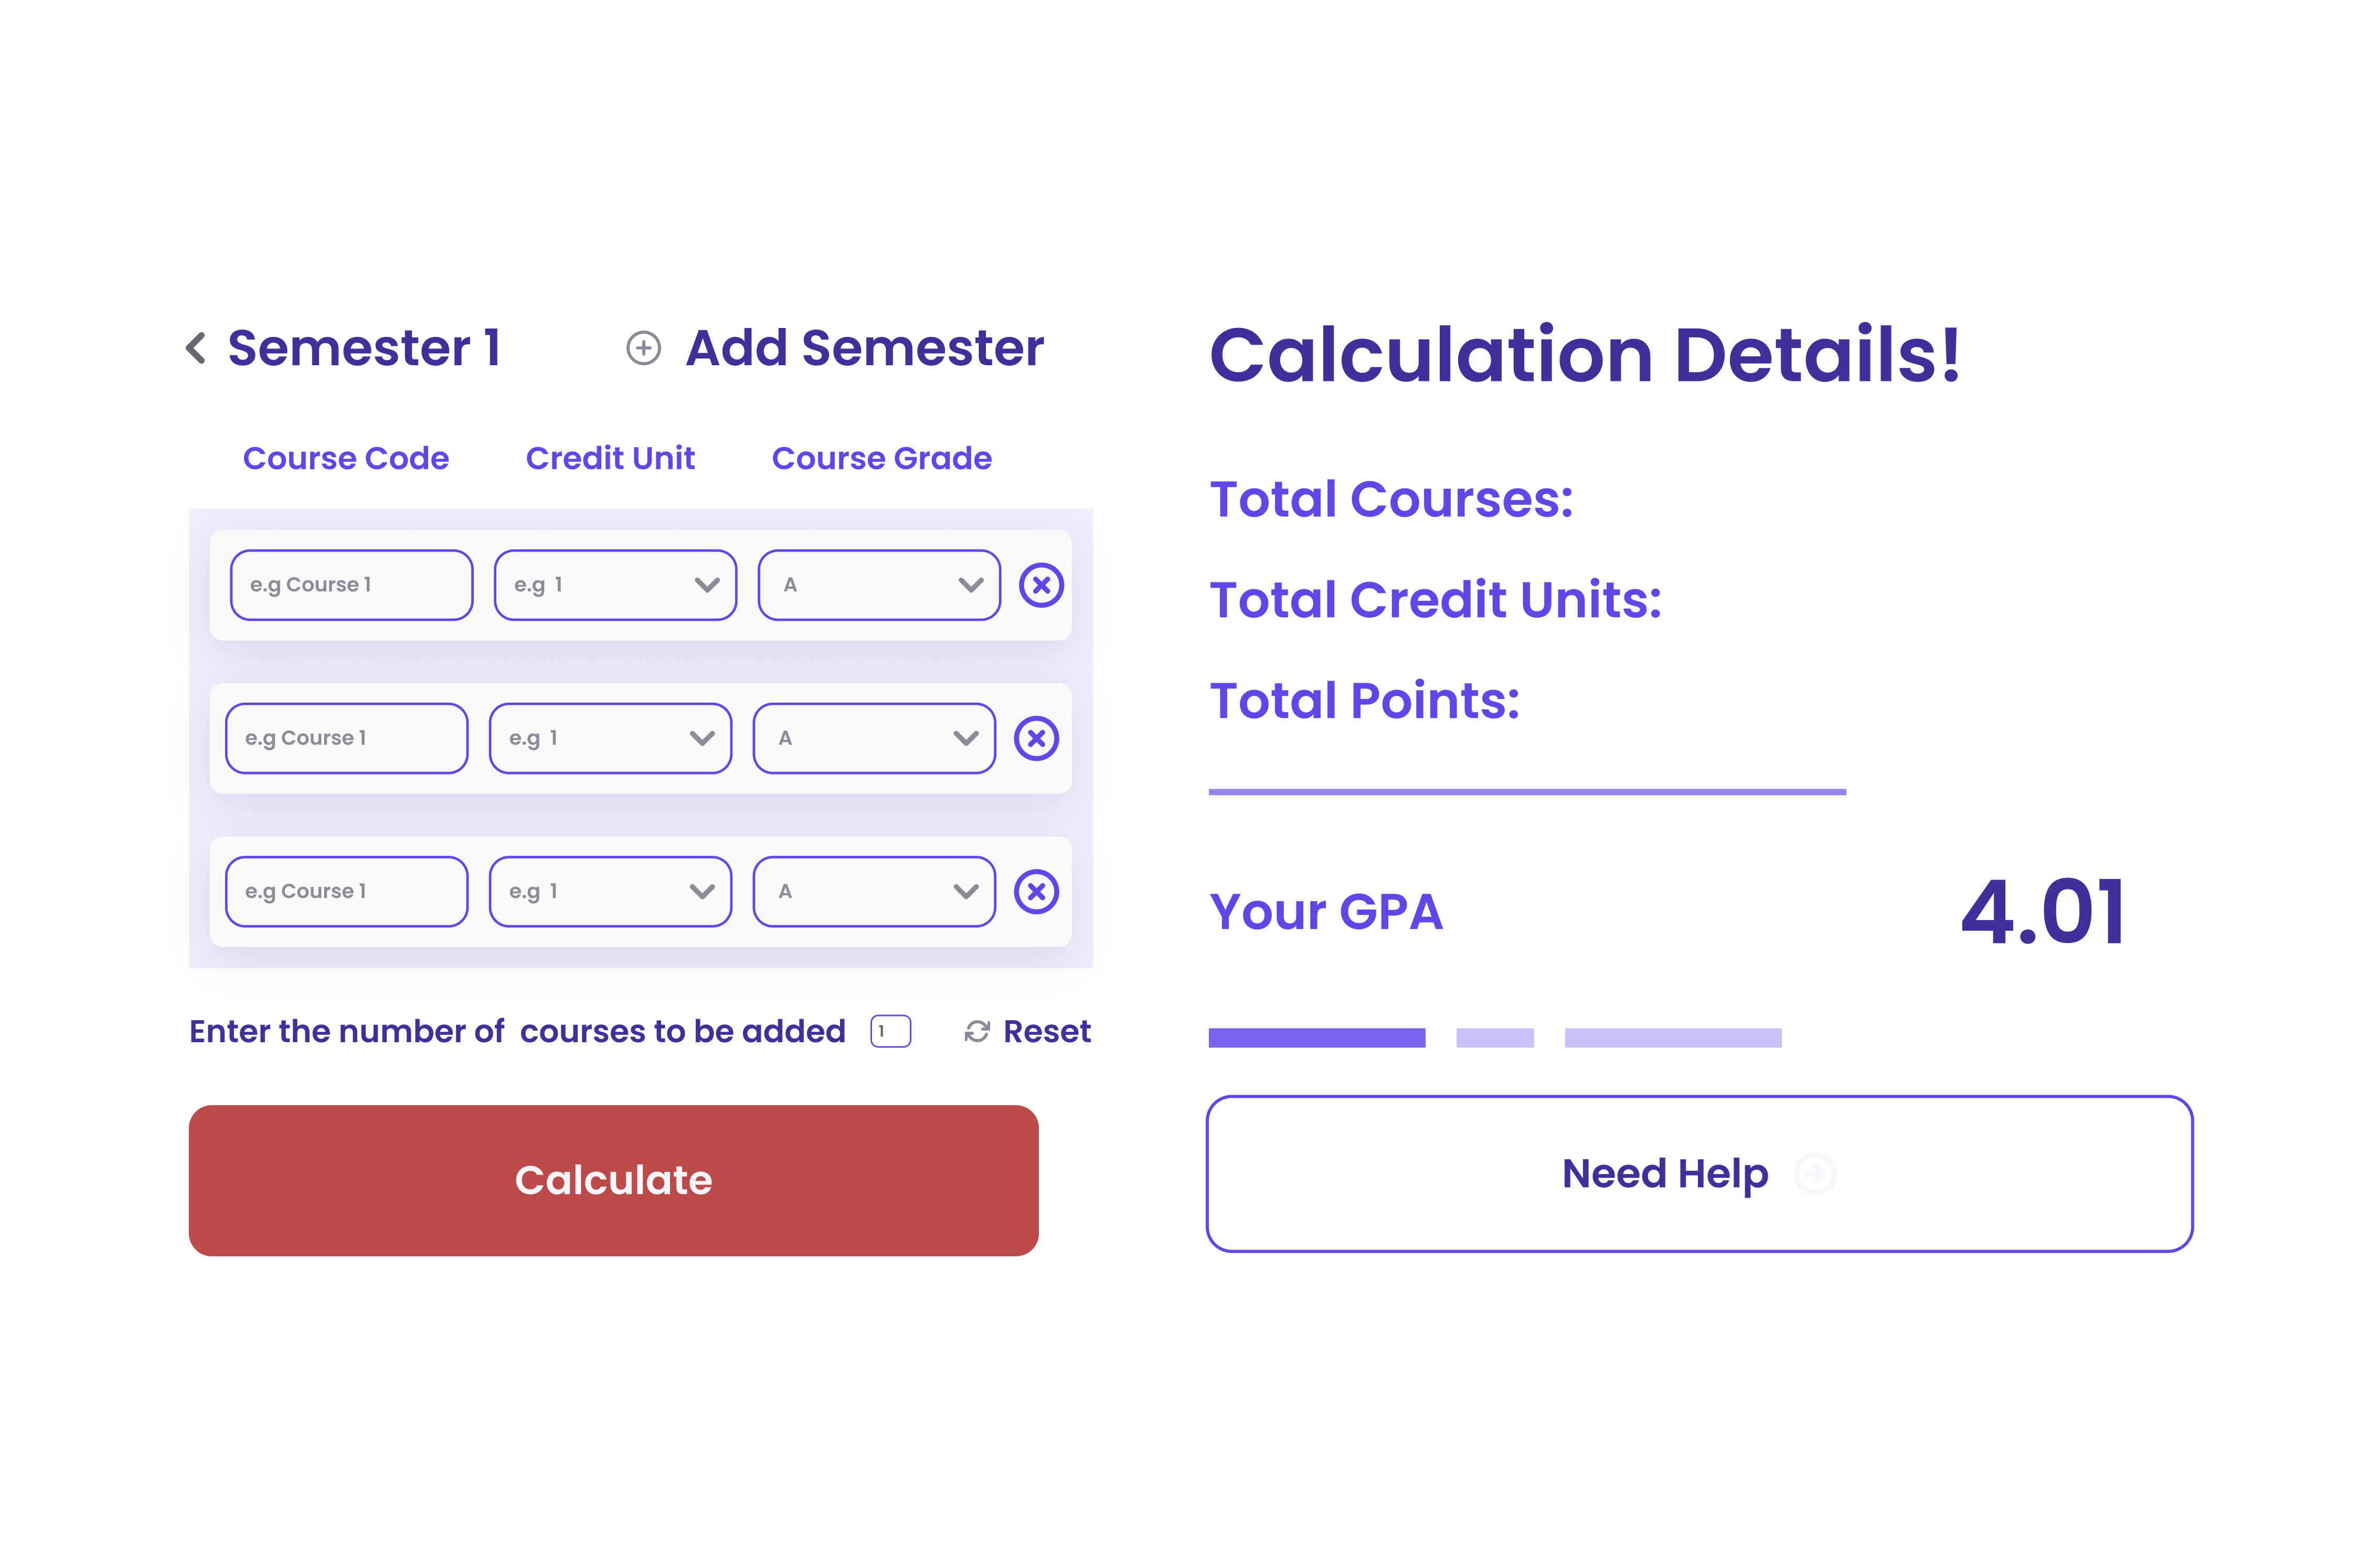 Semester 1
Add Semester
Course Code
Credit Unit
Course Grade
e.g Course 1
e.g 1
A
e.g Course 1
e.g 1
A
e.g Course 1
e.g 1
A
Enter the number of courses to be added
1
Reset
Calculate
Calculation Details!
Total Courses:
Total Credit Units:
Total Points:
Your GPA
4.01
Need Help